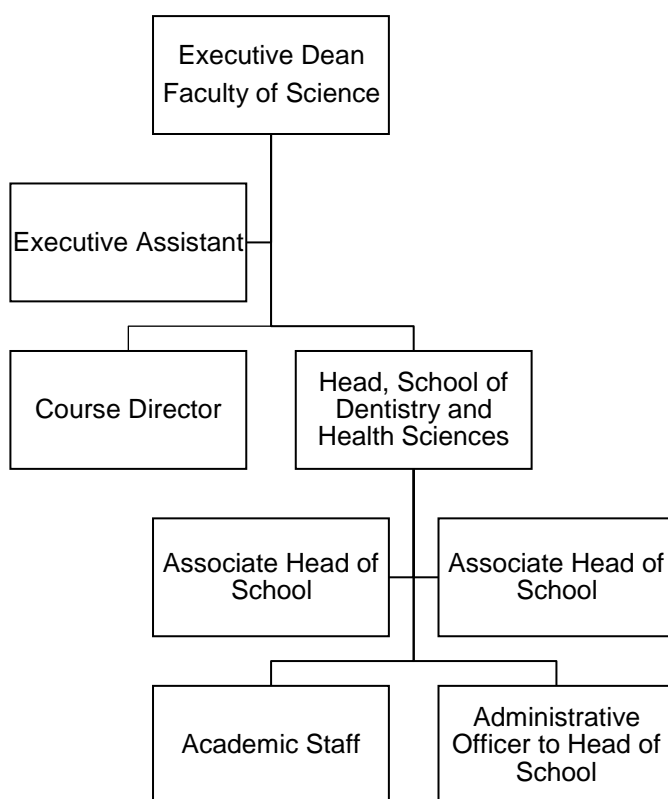 Executive Dean
Faculty of Science
Executive Assistant
Course Director
Head, School of
Dentistry and
Health Sciences
Associate Head of
School
Associate Head of
School
Academic Staff
Administrative
Officer to Head of
School